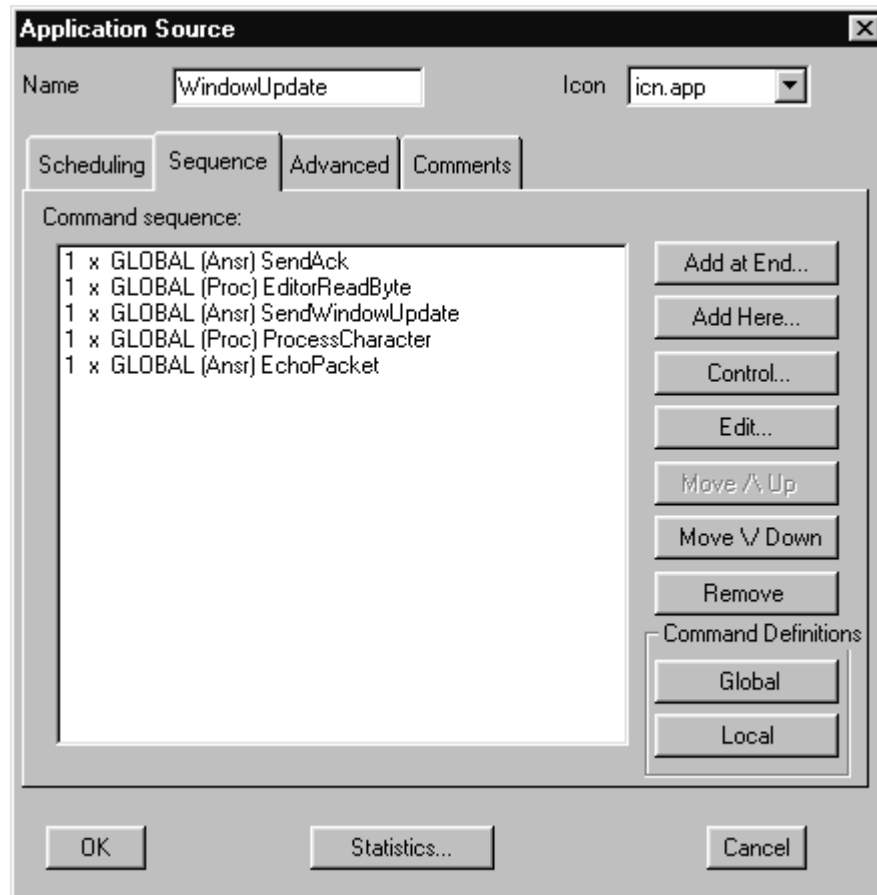 Application Source
Name WindowUpdate Icon icn.app
Scheduling Sequence Advanced Comments
Command sequence:
1 x GLOBAL (Ansr) SendAck
1 x GLOBAL (Proc) EditorReadByte
1 x GLOBAL (Ansr) SendWindowUpdate
1 x GLOBAL (Proc) ProcessCharacter
1 x GLOBAL (Ansr) EchoPacket
Add at End...
Add Here...
Control...
Edit...
Move /\ Up
Move \/ Down
Remove
Command Definitions
Global
Local
OK Statistics... Cancel